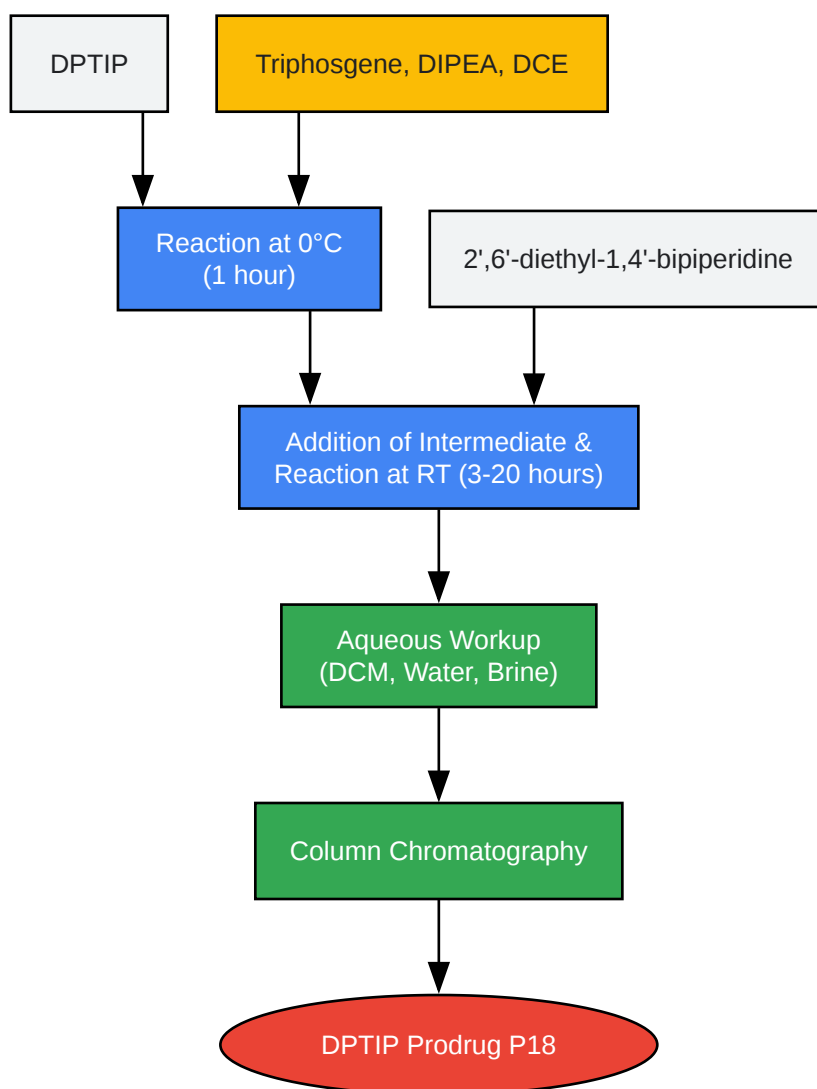 DPTIP
Triphosgene, DIPEA, DCE
Reaction at 0°C
(1 hour)
2',6'-diethyl-1,4'-bipiperidine
Addition of Intermediate &
Reaction at RT (3-20 hours)
Aqueous Workup
(DCM, Water, Brine)
Column Chromatography
DPTIP Prodrug P18